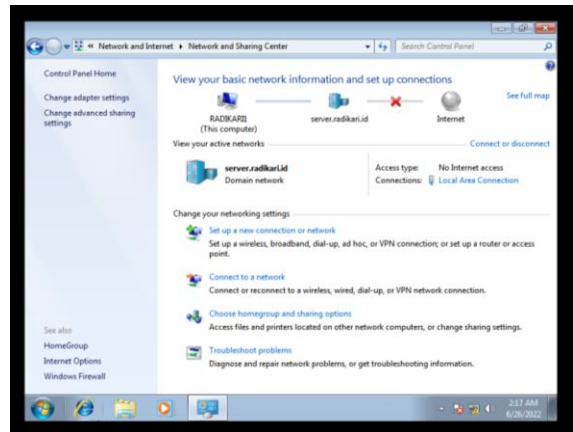 « Network and Internet ▸ Network and Sharing Center
Search Control Panel
Control Panel Home
Change adapter settings
Change advanced sharing
settings
See also
HomeGroup
Internet Options
Windows Firewall
View your basic network information and set up connections
See full map
server.radikari.id
Internet
(This computer)
View your active networks
Connect or disconnect
server.radikari.id
Domain network
Access type: No Internet access
Connections: Local Area Connection
Change your networking settings
Set up a new connection or network
Set up a wireless, broadband, dial-up, ad hoc, or VPN connection; or set up a router or access
point.
Connect to a network
Connect or reconnect to a wireless, wired, dial-up, or VPN network connection.
Choose homegroup and sharing options
Access files and printers located on other network computers, or change sharing settings.
Troubleshoot problems
Diagnose and repair network problems, or get troubleshooting information.
2:17 AM
6/26/2022